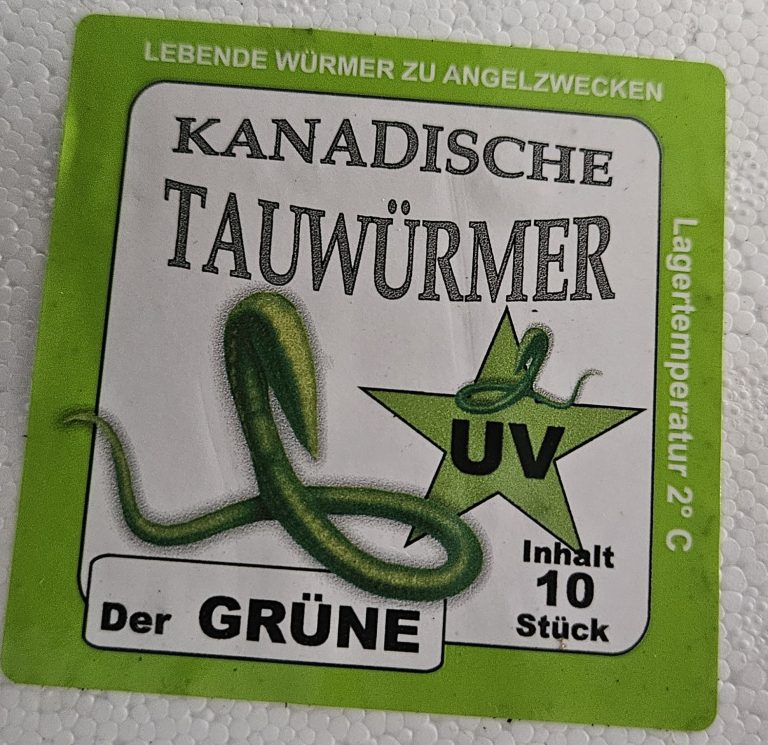 LEBENDE WÜRMER ZU ANGELZWECKEN
KANADISCHE
TAUWÜRMER
Lagertemperatur 2° C
UV
Inhalt
10
Stück
Der GRÜNE